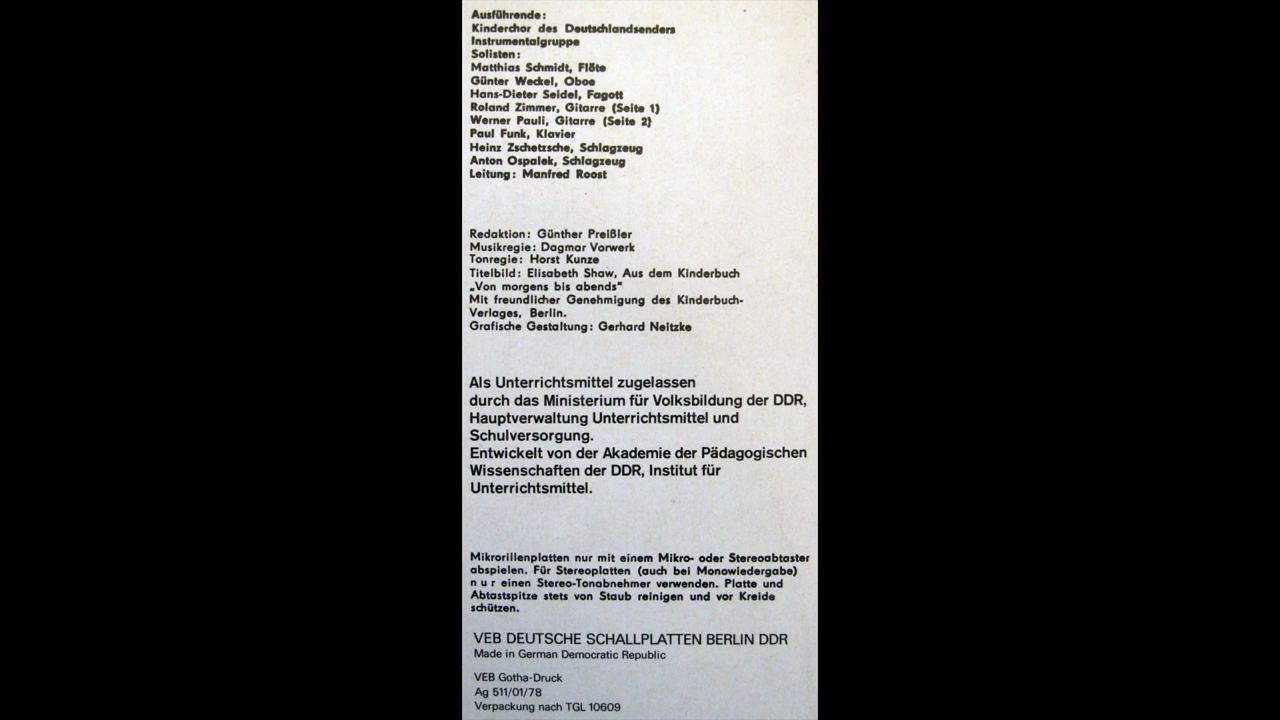 Ausführende:
Kinderchor des Deutschlandsenders
Instrumentalgruppe
Solisten:
Matthias Schmidt, Flöte
Günter Weckel, Oboe
Hans-Dieter Seidel, Fagott
Roland Zimmer, Gitarre (Seite 1)
Werner Pauli, Gitarre (Seite 2)
Paul Funk, Klavier
Heinz Zschetzsche, Schlagzeug
Anton Ospalek, Schlagzeug
Leitung: Manfred Roost
Redaktion: Günther Preißler
Musikregie: Dagmar Vorwerk
Tonregie: Horst Kunze
Titelbild: Elisabeth Shaw, Aus dem Kinderbuch
„Von morgens bis abends“
Mit freundlicher Genehmigung des Kinderbuch-
Verlages, Berlin.
Grafische Gestaltung: Gerhard Neitzke
Als Unterrichtsmittel zugelassen
durch das Ministerium für Volksbildung der DDR,
Hauptverwaltung Unterrichtsmittel und
Schulversorgung.
Entwickelt von der Akademie der Pädagogischen
Wissenschaften der DDR, Institut für
Unterrichtsmittel.
Mikrorillenplatten nur mit einem Mikro- oder Stereoabtaster
abspielen. Für Stereoplatten (auch bei Monowiedergabe)
n u r einen Stereo-Tonabnehmer verwenden. Platte und
Abtastspitze stets von Staub reinigen und vor Kreide
schützen.
VEB DEUTSCHE SCHALLPLATTEN BERLIN DDR
Made in German Democratic Republic
VEB Gotha-Druck
Ag 511/01/78
Verpackung nach TGL 10609